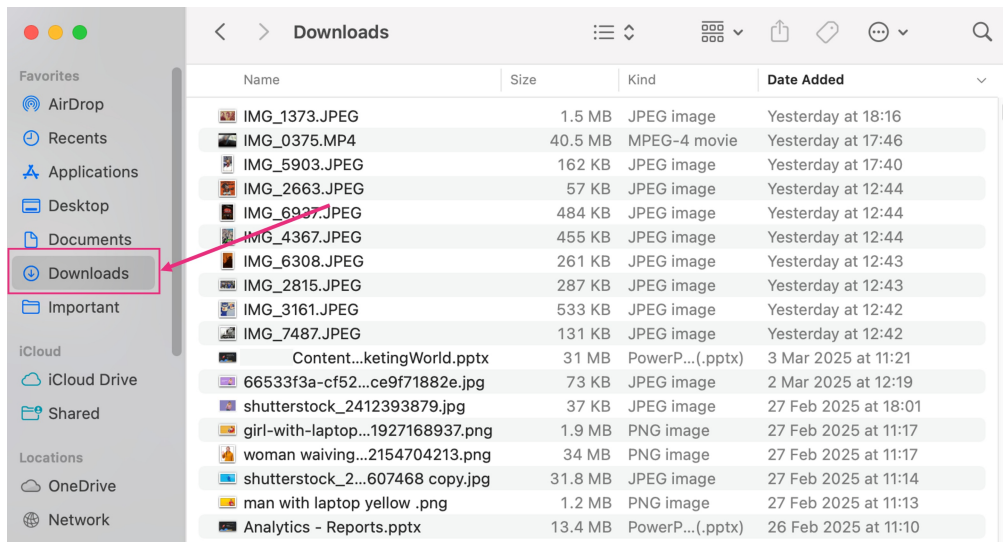 Downloads
Favorites
AirDrop
Recents
Applications
Desktop
Documents
Downloads
Important
iCloud
iCloud Drive
Shared
Locations
OneDrive
Network
Name Size Kind Date Added
IMG_1373.JPEG 1.5 MB JPEG image Yesterday at 18:16
IMG_0375.MP4 40.5 MB MPEG-4 movie Yesterday at 17:46
IMG_5903.JPEG 162 KB JPEG image Yesterday at 17:40
IMG_2663.JPEG 57 KB JPEG image Yesterday at 12:44
IMG_6937.JPEG 484 KB JPEG image Yesterday at 12:44
IMG_4367.JPEG 455 KB JPEG image Yesterday at 12:44
IMG_6308.JPEG 261 KB JPEG image Yesterday at 12:43
IMG_2815.JPEG 287 KB JPEG image Yesterday at 12:43
IMG_3161.JPEG 533 KB JPEG image Yesterday at 12:42
IMG_7487.JPEG 131 KB JPEG image Yesterday at 12:42
Content...ketingWorld.pptx 31 MB PowerP...(.pptx) 3 Mar 2025 at 11:21
66533f3a-cf52...ce9f71882e.jpg 73 KB JPEG image 2 Mar 2025 at 12:19
shutterstock_2412393879.jpg 37 KB JPEG image 27 Feb 2025 at 18:01
girl-with-laptop...1927168937.png 1.9 MB PNG image 27 Feb 2025 at 11:17
woman waiving...2154704213.png 34 MB PNG image 27 Feb 2025 at 11:17
shutterstock_2...607468 copy.jpg 31.8 MB JPEG image 27 Feb 2025 at 11:14
man with laptop yellow .png 1.2 MB PNG image 27 Feb 2025 at 11:13
Analytics - Reports.pptx 13.4 MB PowerP...(.pptx) 26 Feb 2025 at 11:10